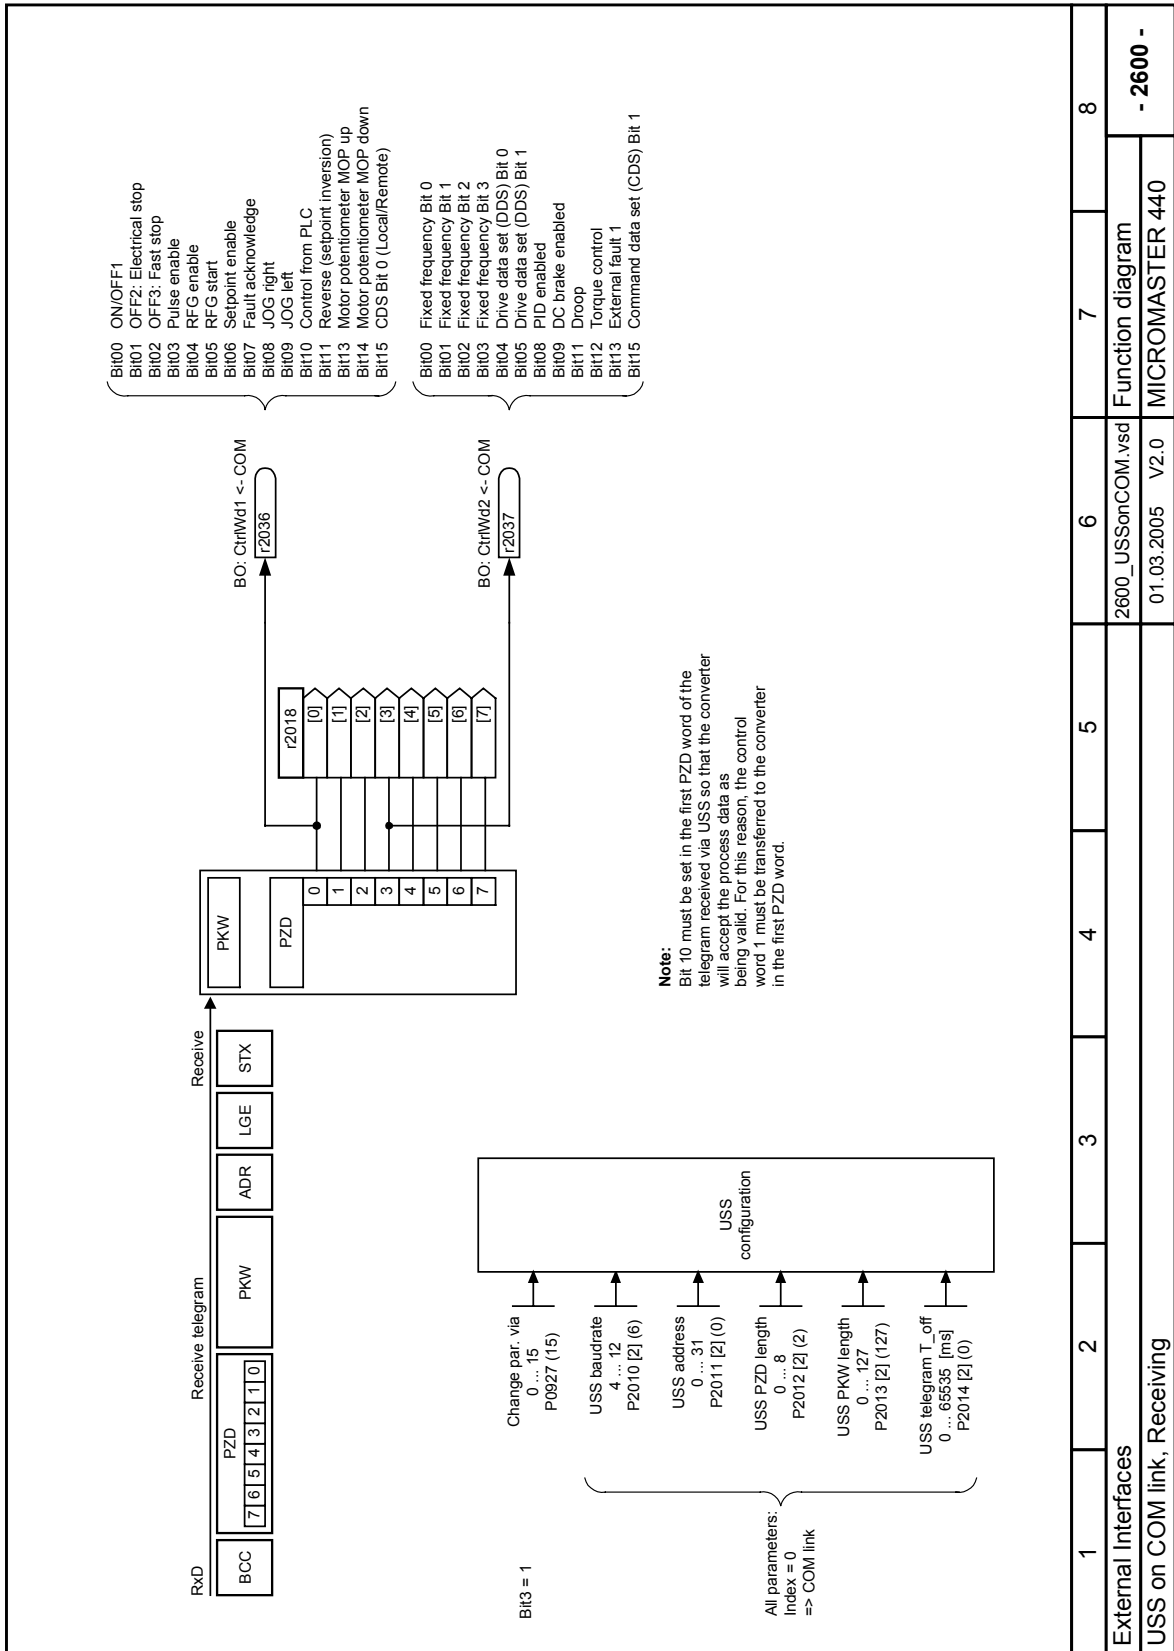 RxD
Receive telegram
Receive
BCC
PZD
7 6 5 4 3 2 1 0
PKW
ADR
LGE
STX
PKW
PZD
0
1
2
3
4
5
6
7
r2018
[0]
[1]
[2]
[3]
[4]
[5]
[6]
[7]
BO: CtrlWd1 <- COM
r2036
BO: CtrlWd2 <- COM
r2037
Bit00 ON/OFF1
Bit01 OFF2: Electrical stop
Bit02 OFF3: Fast stop
Bit03 Pulse enable
Bit04 RFG enable
Bit05 RFG start
Bit06 Setpoint enable
Bit07 Fault acknowledge
Bit08 JOG right
Bit09 JOG left
Bit10 Control from PLC
Bit11 Reverse (setpoint inversion)
Bit13 Motor potentiometer MOP up
Bit14 Motor potentiometer MOP down
Bit15 CDS Bit 0 (Local/Remote)
Bit00 Fixed frequency Bit 0
Bit01 Fixed frequency Bit 1
Bit02 Fixed frequency Bit 2
Bit03 Fixed frequency Bit 3
Bit04 Drive data set (DDS) Bit 0
Bit05 Drive data set (DDS) Bit 1
Bit08 PID enabled
Bit09 DC brake enabled
Bit11 Droop
Bit12 Torque control
Bit13 External fault 1
Bit15 Command data set (CDS) Bit 1
Bit3 = 1
Change par. via
0 ... 15
P0927 (15)
USS baudrate
4 ... 12
P2010 [2] (6)
USS address
0 ... 31
P2011 [2] (0)
USS PZD length
0 ... 8
P2012 [2] (2)
USS PKW length
0 ... 127
P2013 [2] (127)
USS telegram T_off
0 ... 65535 [ms]
P2014 [2] (0)
All parameters:
Index = 0
=> COM link
USS
configuration
Note:
Bit 10 must be set in the first PZD word of the
telegram received via USS so that the converter
will accept the process data as
being valid. For this reason, the control
word 1 must be transferred to the converter
in the first PZD word.
1 2 3 4 5 6 7 8
External Interfaces
2600_USSonCOM.vsd
Function diagram
- 2600 -
USS on COM link, Receiving
01.03.2005 V2.0
MICROMASTER 440